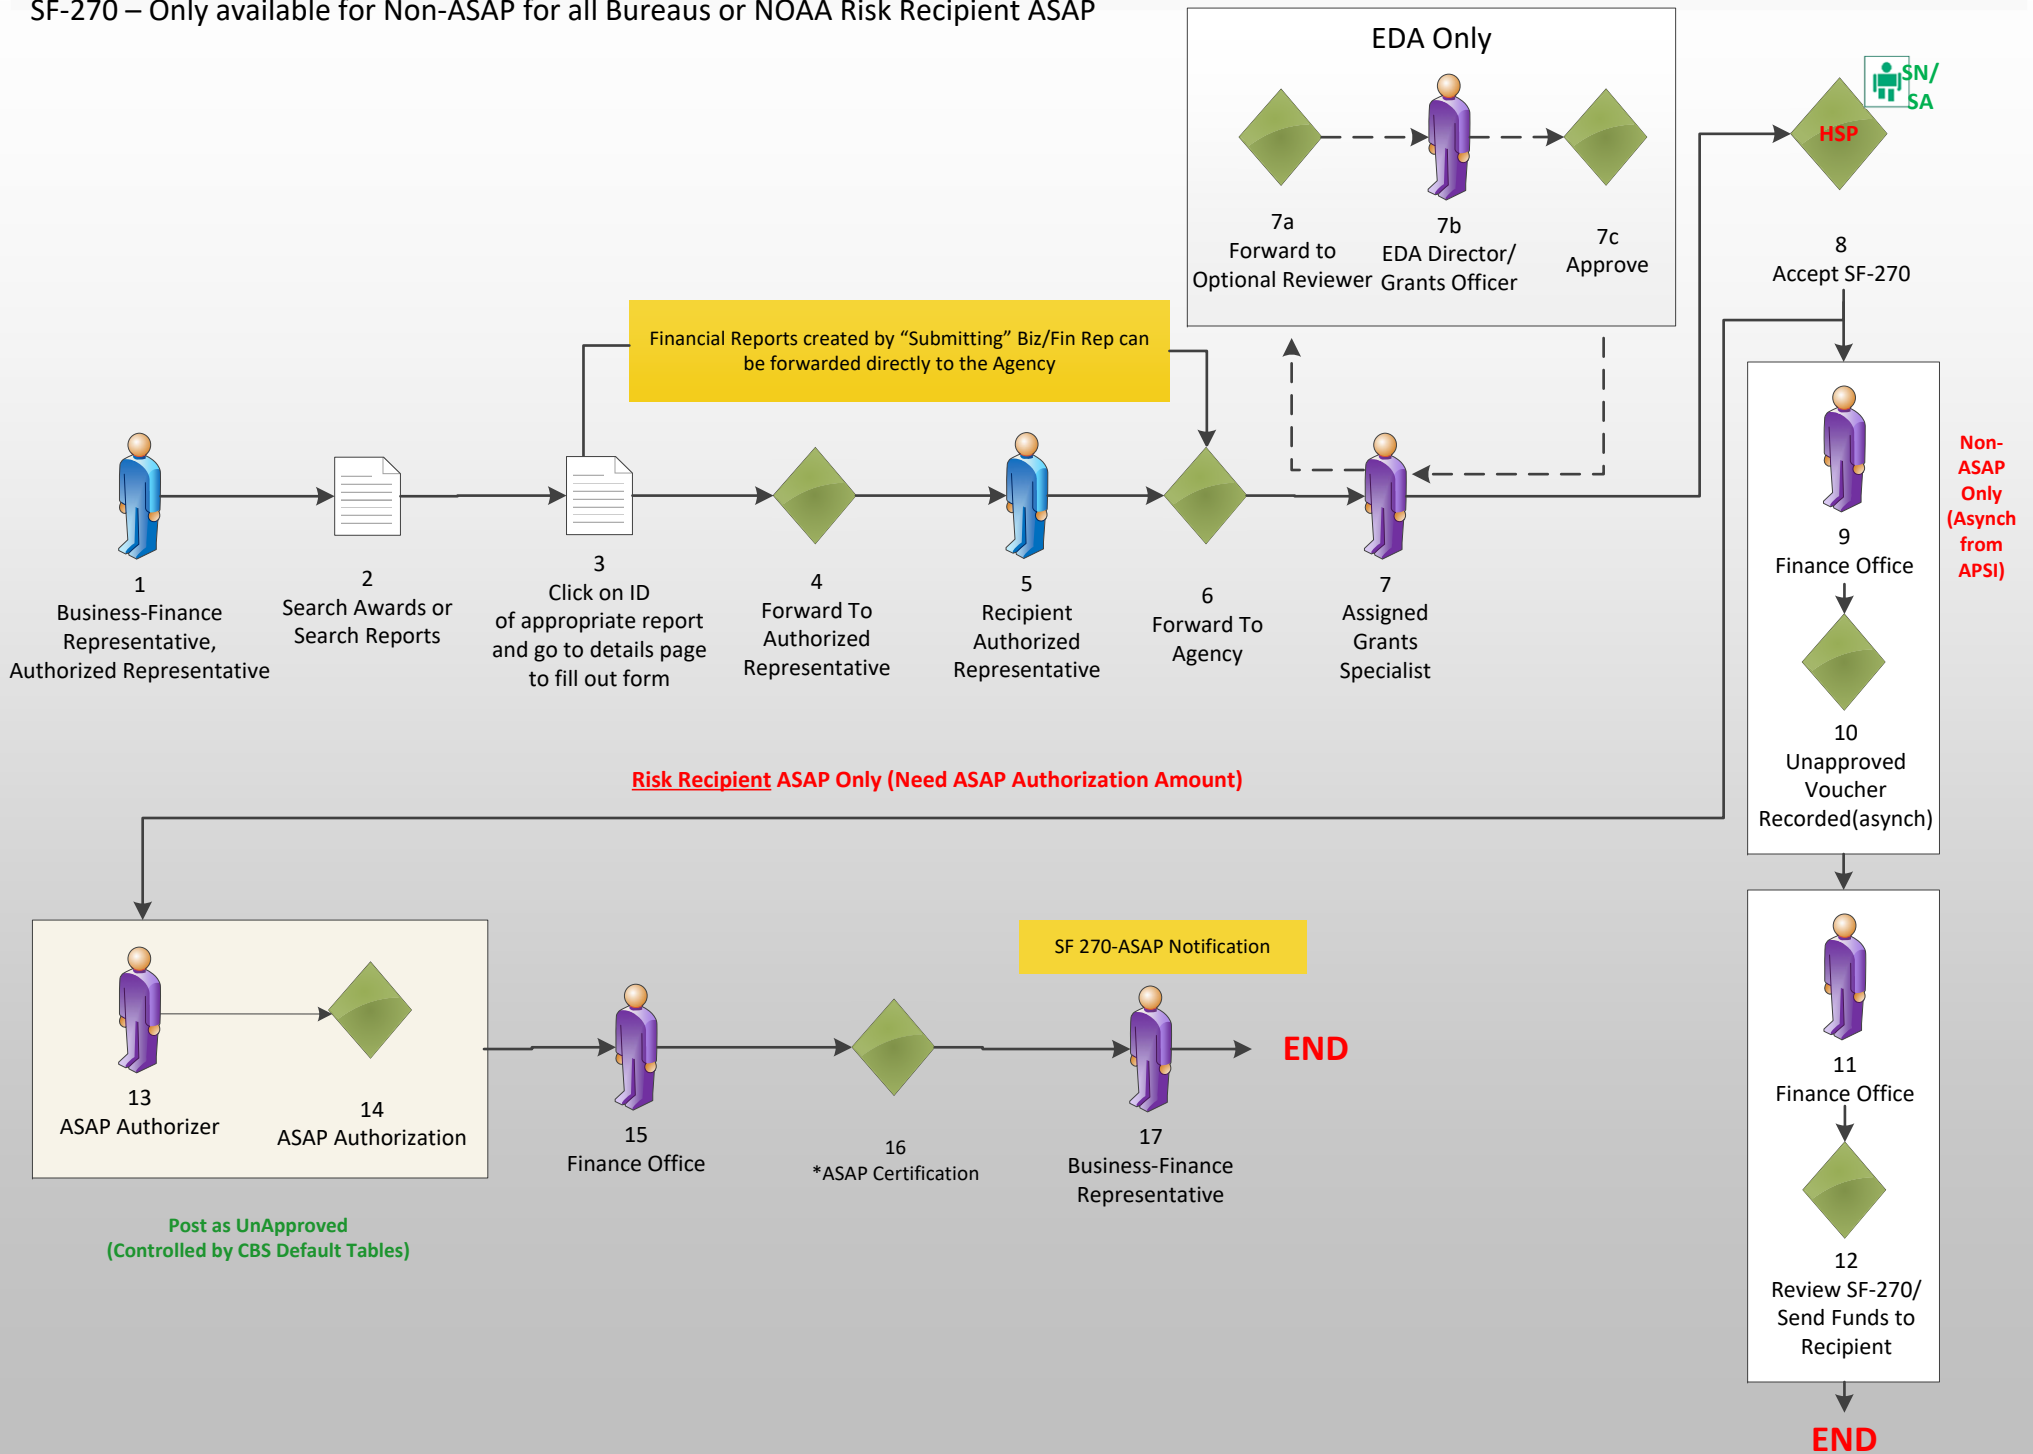 SF-270 – Only available for Non-ASAP for all Bureaus or NOAA Risk Recipient ASAP
EDA Only
7a
Forward to
Optional Reviewer
7b
EDA Director/
Grants Officer
7c
Approve
SN/
SA
HSP
8
Accept SF-270
Financial Reports created by “Submitting” Biz/Fin Rep can
be forwarded directly to the Agency
1
Business-Finance
Representative,
Authorized Representative
2
Search Awards or
Search Reports
3
Click on ID
of appropriate report
and go to details page
to fill out form
4
Forward To
Authorized
Representative
5
Recipient
Authorized
Representative
6
Forward To
Agency
7
Assigned
Grants
Specialist
9
Finance Office
Non-
ASAP
Only
(Asynch
from
APSI)
10
Unapproved
Voucher
Recorded(asynch)
Risk Recipient ASAP Only (Need ASAP Authorization Amount)
13
ASAP Authorizer
14
ASAP Authorization
Post as UnApproved
(Controlled by CBS Default Tables)
15
Finance Office
16
*ASAP Certification
SF 270-ASAP Notification
17
Business-Finance
Representative
END
11
Finance Office
12
Review SF-270/
Send Funds to
Recipient
END